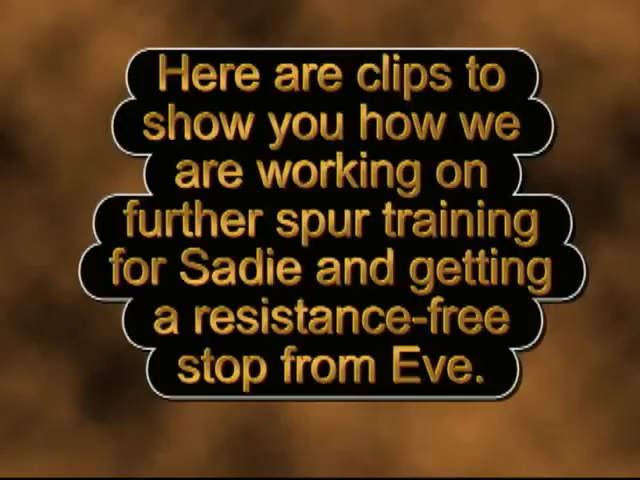 Here are clips to
show you how we
are working on
further spur training
for Sadie and getting
a resistance-free
stop from Eve.